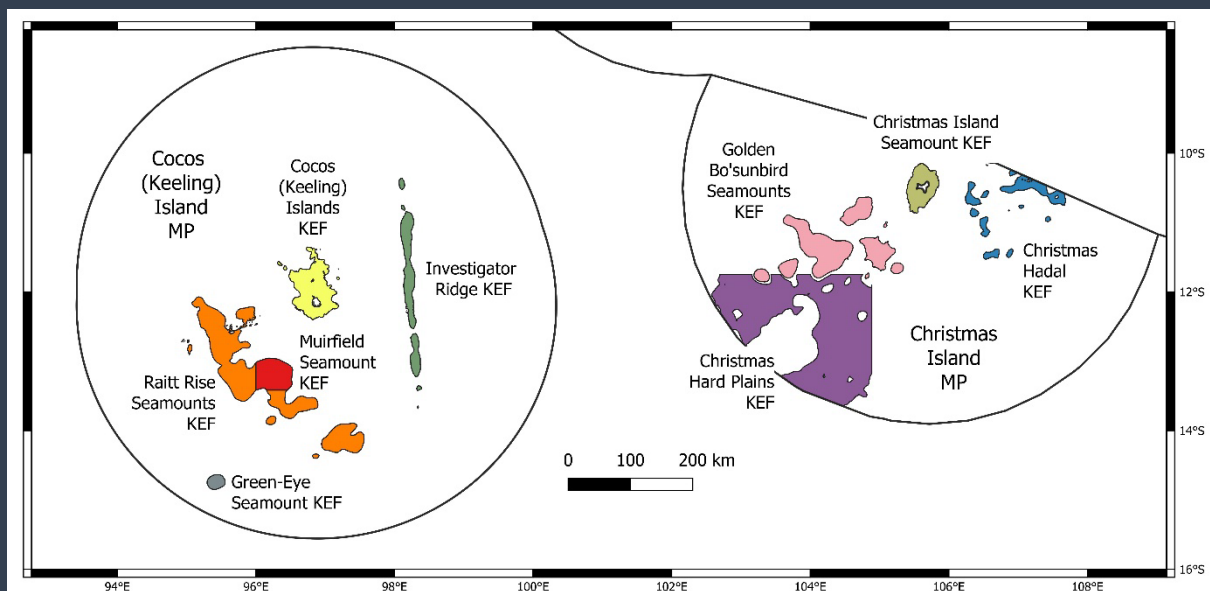 Cocos
(Keeling)
Island
MP
Cocos
(Keeling)
Islands
KEF
Investigator
Ridge KEF
Muirfield
Seamount
KEF
Raitt Rise
Seamounts
KEF
Green-Eye
Seamount KEF
Christmas Island
Seamount KEF
Golden
Bo'sunbird
Seamounts
KEF
Christmas
Hadal
KEF
Christmas
Hard Plains
KEF
Christmas
Island
MP
0 100 200 km
10°S
12°S
14°S
16°S
94°E 96°E 98°E 100°E 102°E 104°E 106°E 108°E